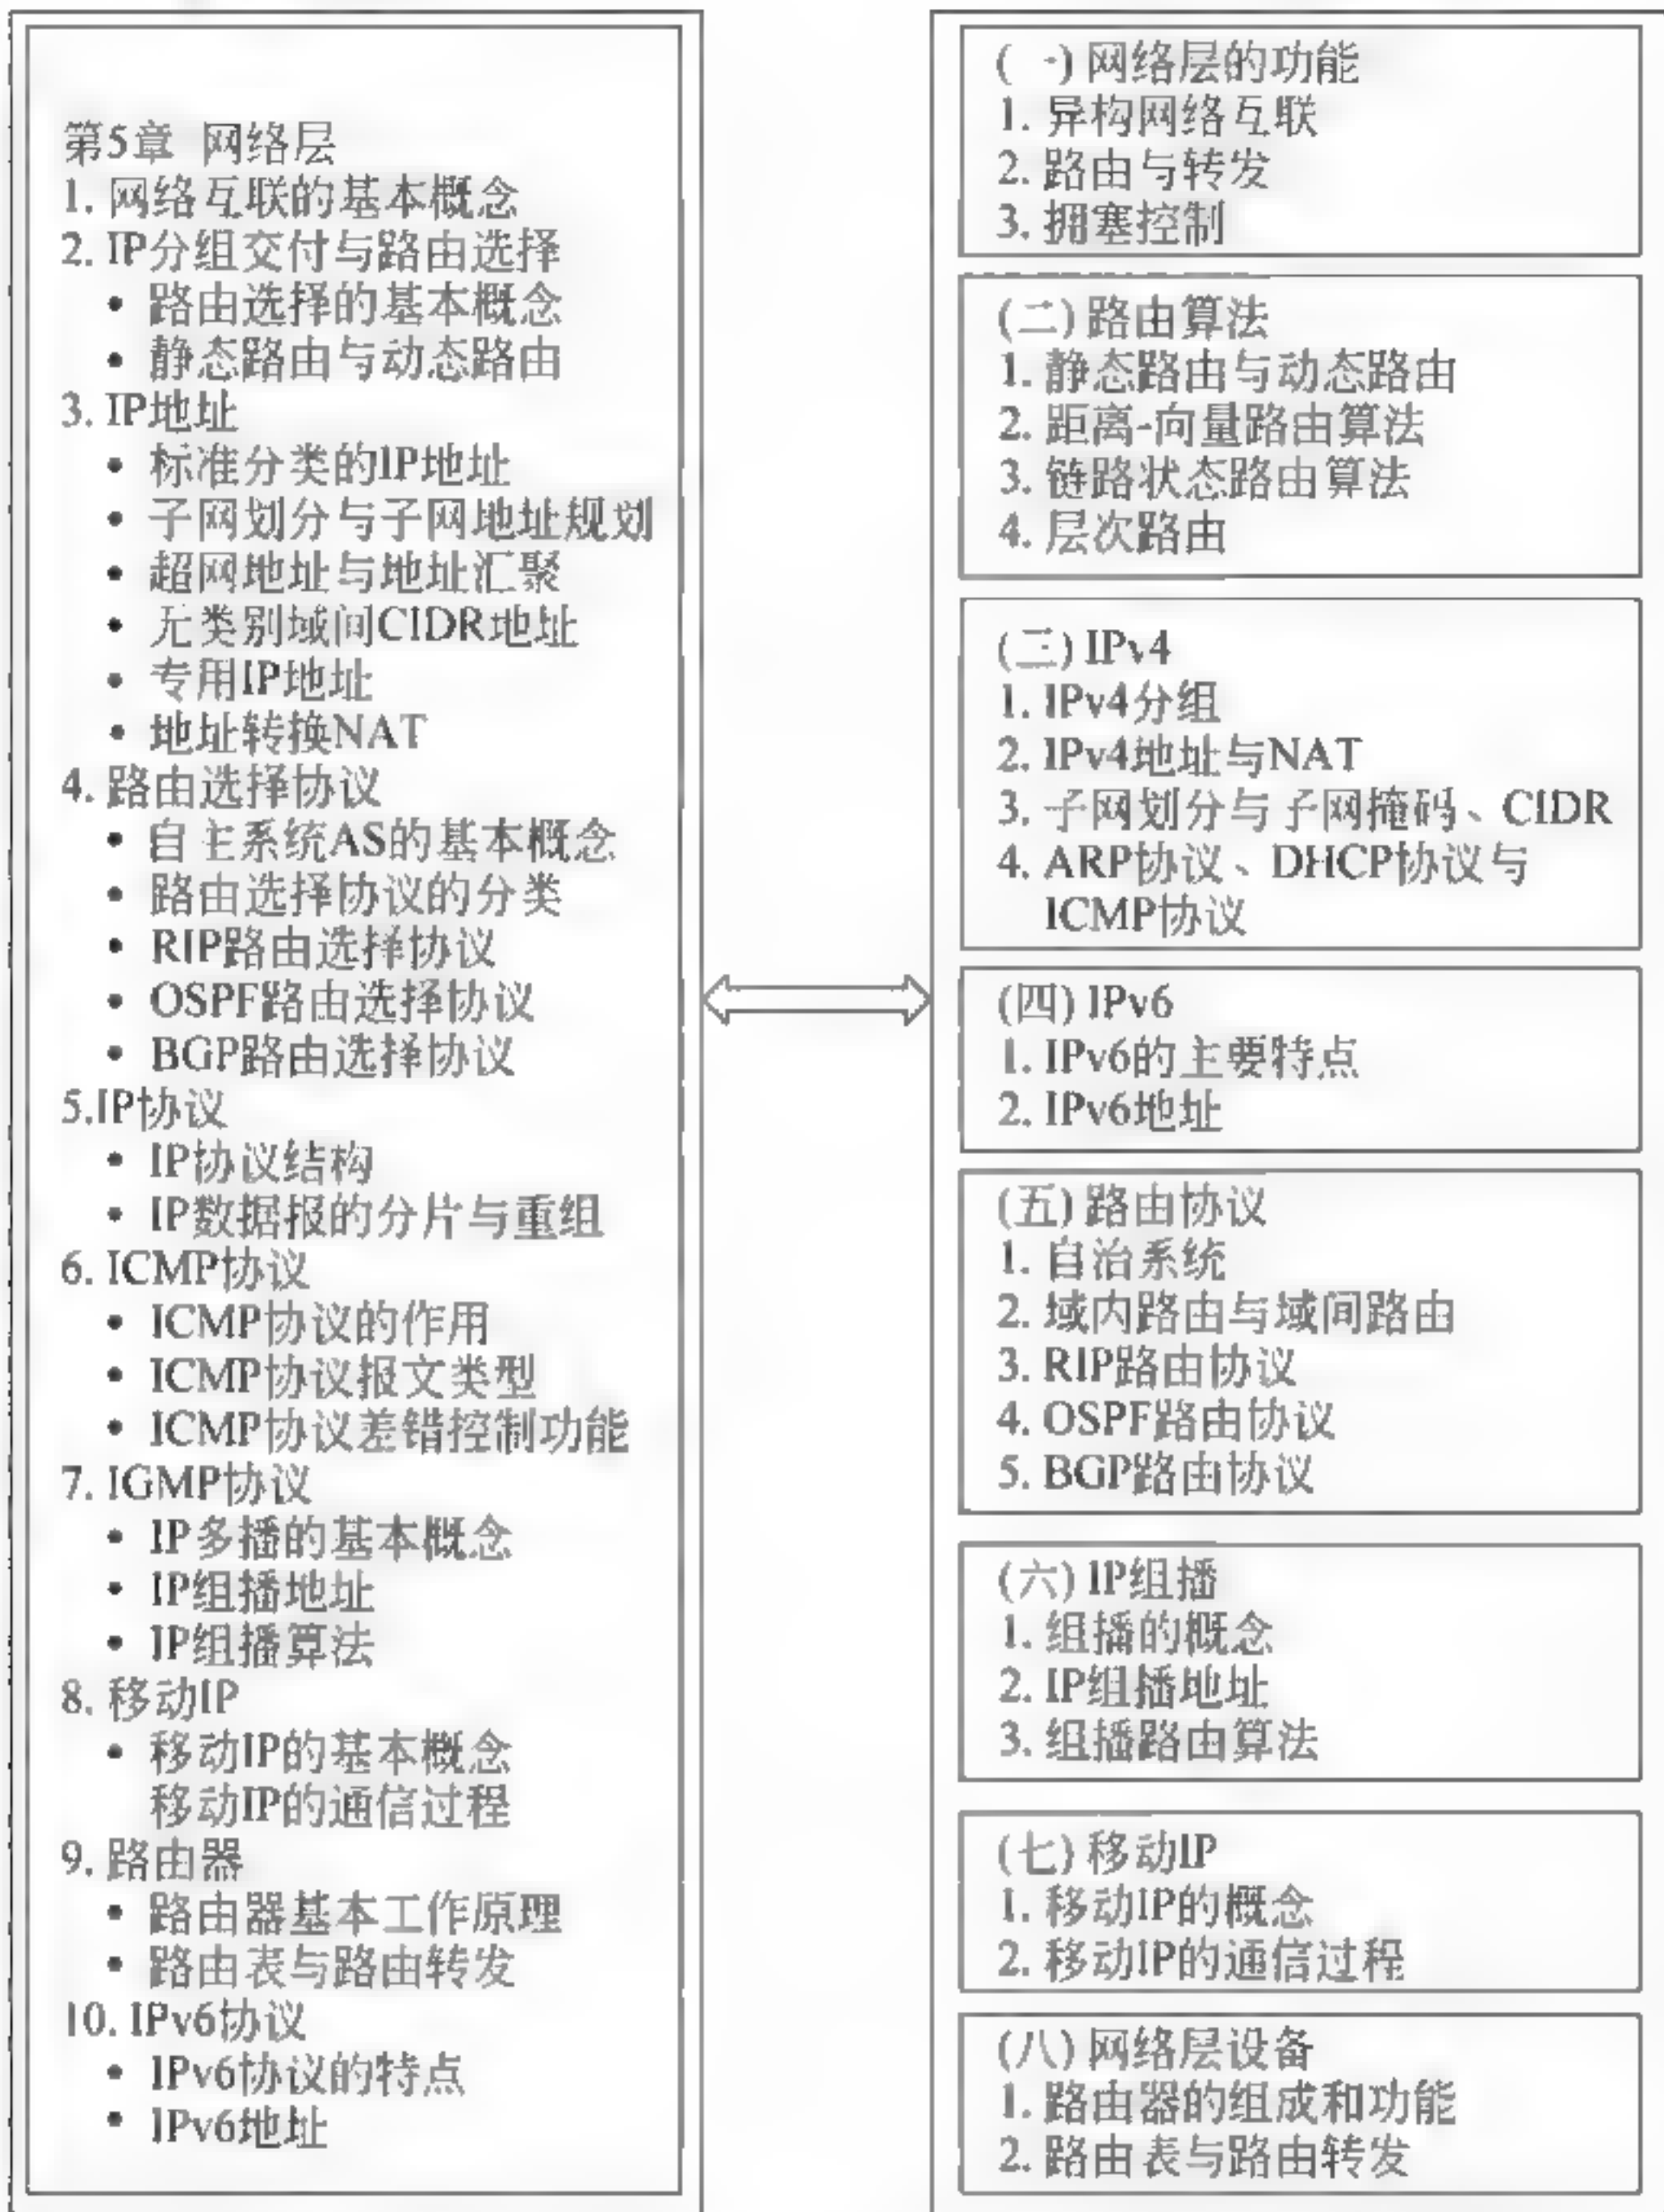 第5章 网络层
1. 网络互联的基本概念
2. IP分组交付与路由选择
• 路由选择的基本概念
• 静态路由与动态路由
3. IP地址
• 标准分类的IP地址
• 子网划分与子网地址规划
• 超网地址与地址汇聚
• 无类别域间CIDR地址
• 专用IP地址
• 地址转换NAT
4. 路由选择协议
• 自主系统AS的基本概念
• 路由选择协议的分类
• RIP路由选择协议
• OSPF路由选择协议
• BGP路由选择协议
5.IP协议
• IP协议结构
• IP数据报的分片与重组
6. ICMP协议
• ICMP协议的作用
• ICMP协议报文类型
• ICMP协议差错控制功能
7. IGMP协议
• IP多播的基本概念
• IP组播地址
• IP组播算法
8. 移动IP
• 移动IP的基本概念
移动IP的通信过程
9. 路由器
• 路由器基本工作原理
• 路由表与路由转发
10. IPv6协议
• IPv6协议的特点
• IPv6地址
(一) 网络层的功能
1. 异构网络互联
2. 路由与转发
3. 拥塞控制
(二) 路由算法
1. 静态路由与动态路由
2. 距离-向量路由算法
3. 链路状态路由算法
4. 层次路由
(三) IPv4
1. IPv4分组
2. IPv4地址与NAT
3. 子网划分与子网掩码、CIDR
4. ARP协议、DHCP协议与
ICMP协议
(四) IPv6
1. IPv6的主要特点
2. IPv6地址
(五) 路由协议
1. 自治系统
2. 域内路由与域间路由
3. RIP路由协议
4. OSPF路由协议
5. BGP路由协议
(六) IP组播
1. 组播的概念
2. IP组播地址
3. 组播路由算法
(七) 移动IP
1. 移动IP的概念
2. 移动IP的通信过程
(八) 网络层设备
1. 路由器的组成和功能
2. 路由表与路由转发